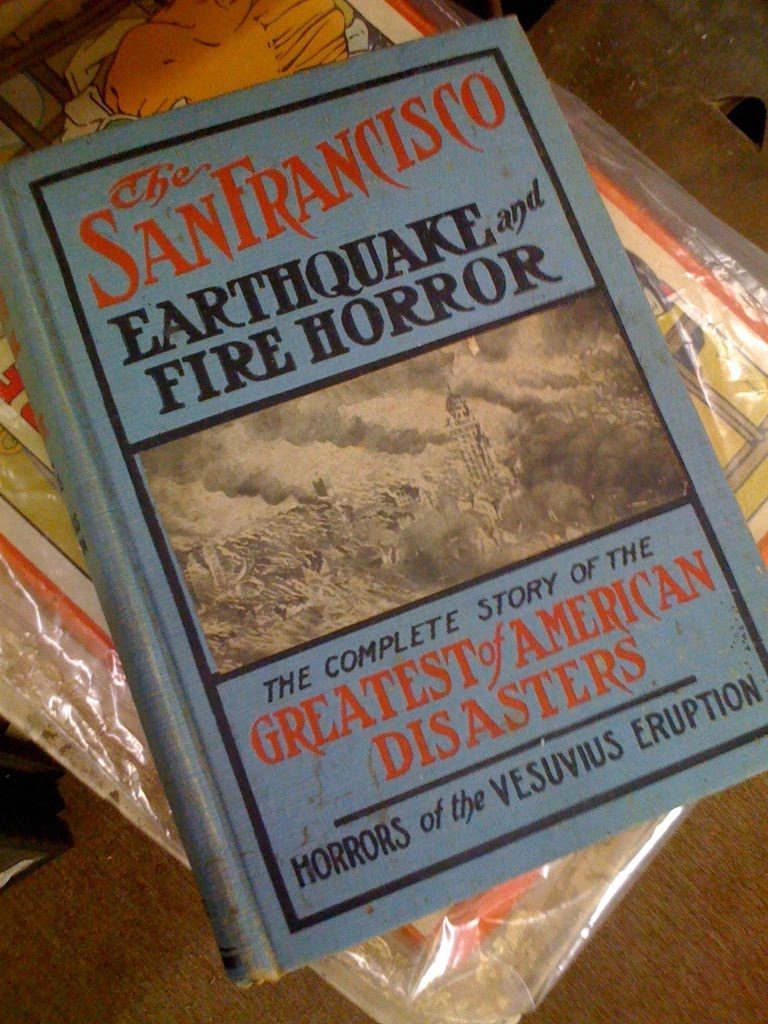 The
SAN FRANCISCO
EARTHQUAKE and
FIRE HORROR
THE COMPLETE STORY OF THE
GREATEST of AMERICAN
DISASTERS
HORRORS of the VESUVIUS ERUPTION